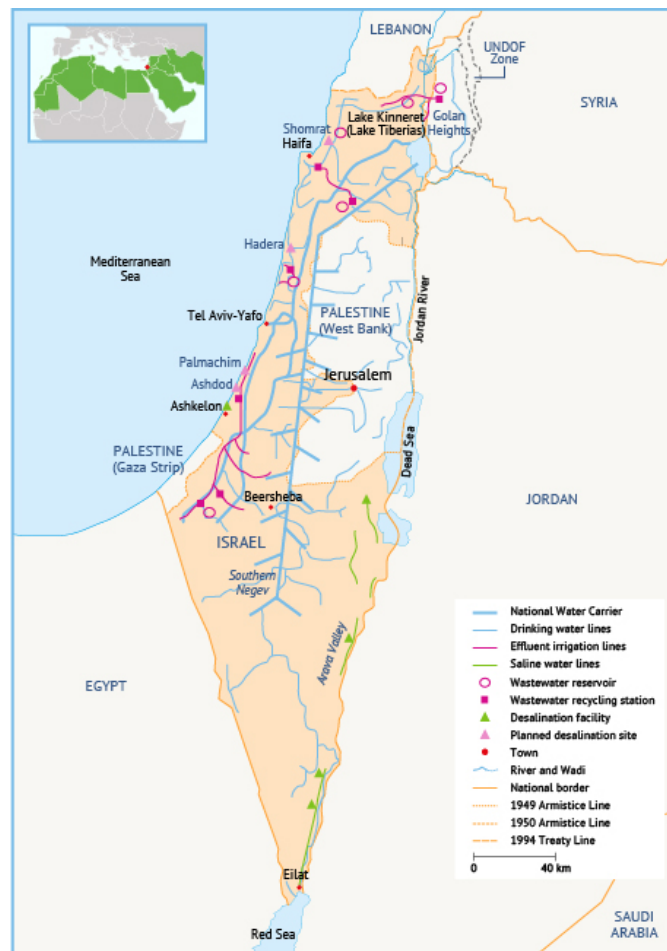 LEBANON
UNDOF
Zone
SYRIA
Lake Kinneret
(Lake Tiberias)
Golan
Heights
Shomrat
Haifa
Hadera
Mediterranean
Sea
Tel Aviv-Yafo
PALESTINE
(West Bank)
Jordan River
Palmachim
Jerusalem
Ashdod
Ashkelon
Dead Sea
PALESTINE
(Gaza Strip)
Beersheba
JORDAN
ISRAEL
Southern
Negev
Arava Valley
EGYPT
Eilat
Red Sea
SAUDI
ARABIA
National Water Carrier
Drinking water lines
Effluent irrigation lines
Saline water lines
Wastewater reservoir
Wastewater recycling station
Desalination facility
Planned desalination site
Town
River and Wadi
National border
1949 Armistice Line
1950 Armistice Line
1994 Treaty Line
0 40 km